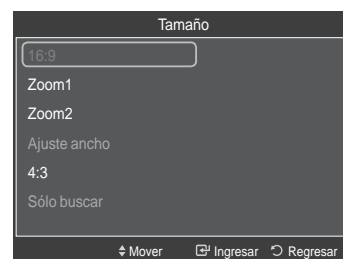 Tamaño
16:9
Zoom1
Zoom2
Ajuste ancho
4:3
Sólo buscar
Mover Ingresar Regresar